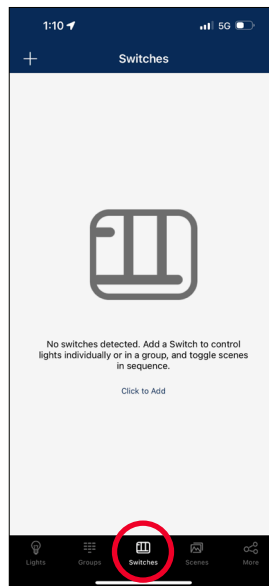 1:10 5G
Switches
No switches detected. Add a Switch to control
lights individually or in a group, and toggle scenes
in sequence.
Click to Add
Lights Groups Switches Scenes More